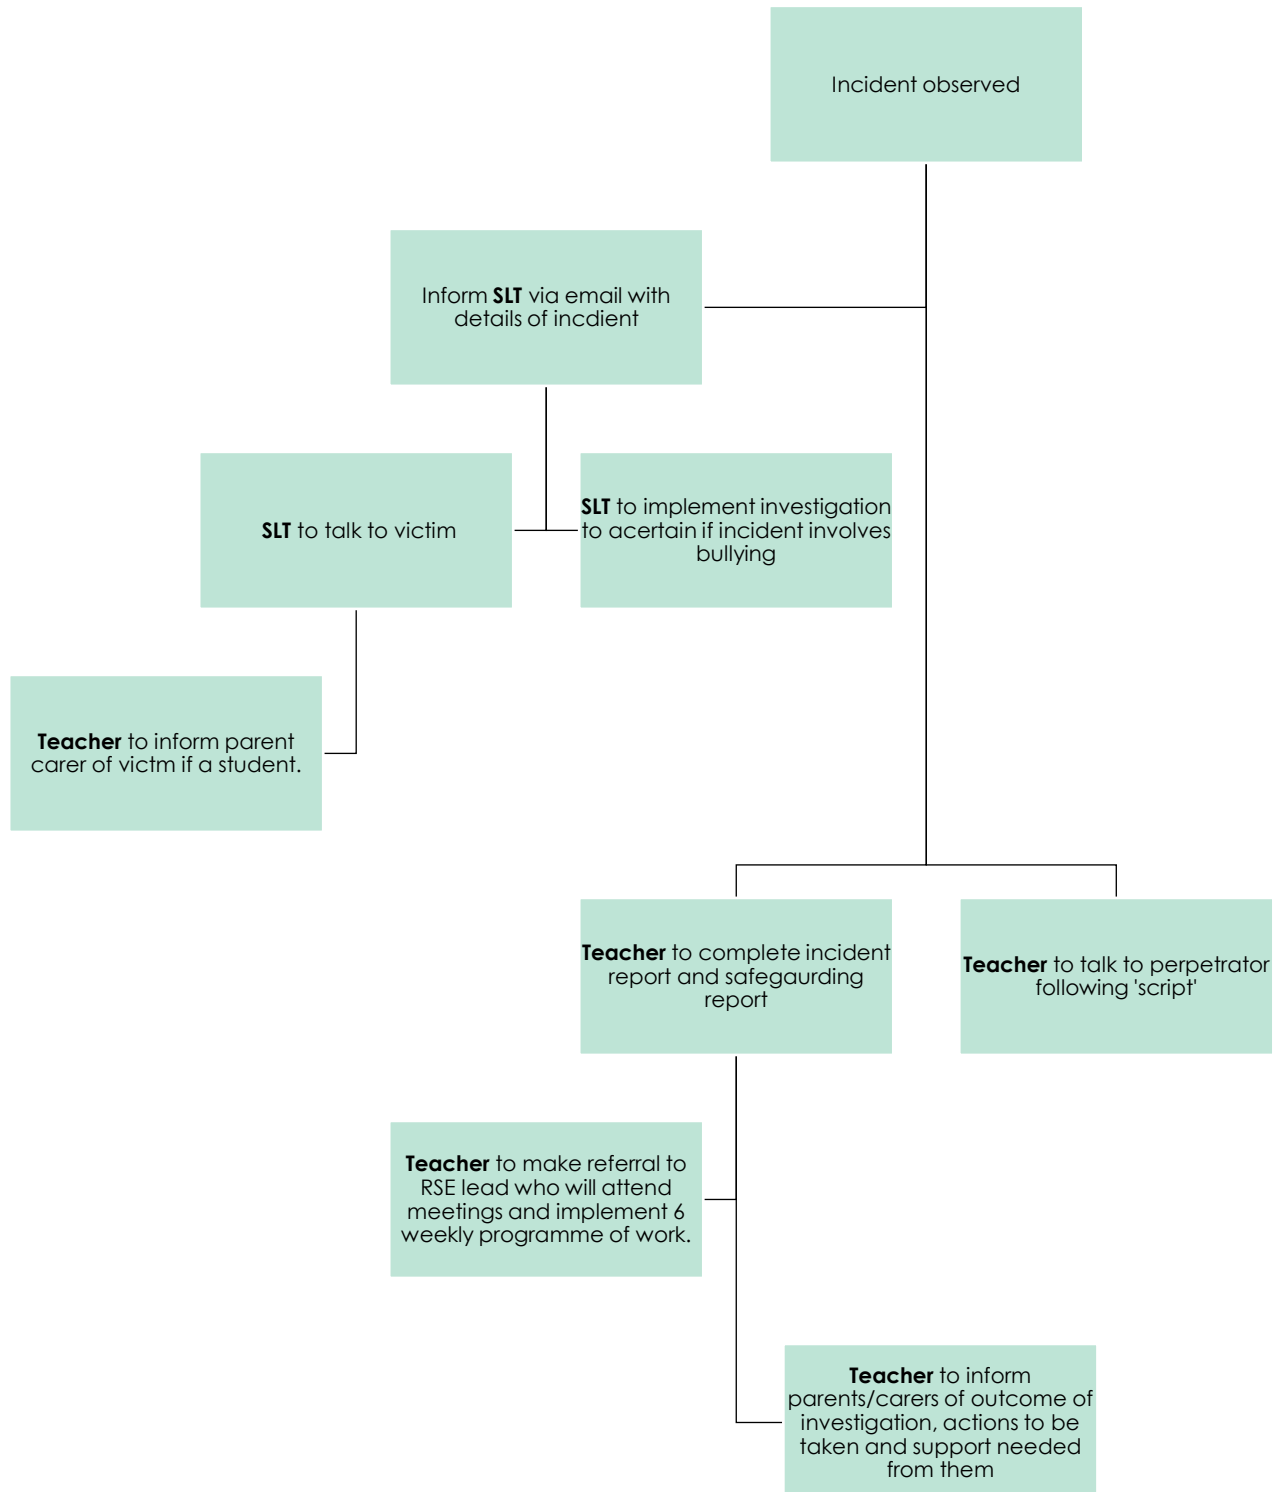 Incident observed
Inform SLT via email with
details of incdient
SLT to talk to victim
SLT to implement investigation
to acertain if incident involves
bullying
Teacher to inform parent
carer of victm if a student.
Teacher to complete incident
report and safegaurding
report
Teacher to talk to perpetrator
following 'script'
Teacher to make referral to
RSE lead who will attend
meetings and implement 6
weekly programme of work.
Teacher to inform
parents/carers of outcome of
investigation, actions to be
taken and support needed
from them